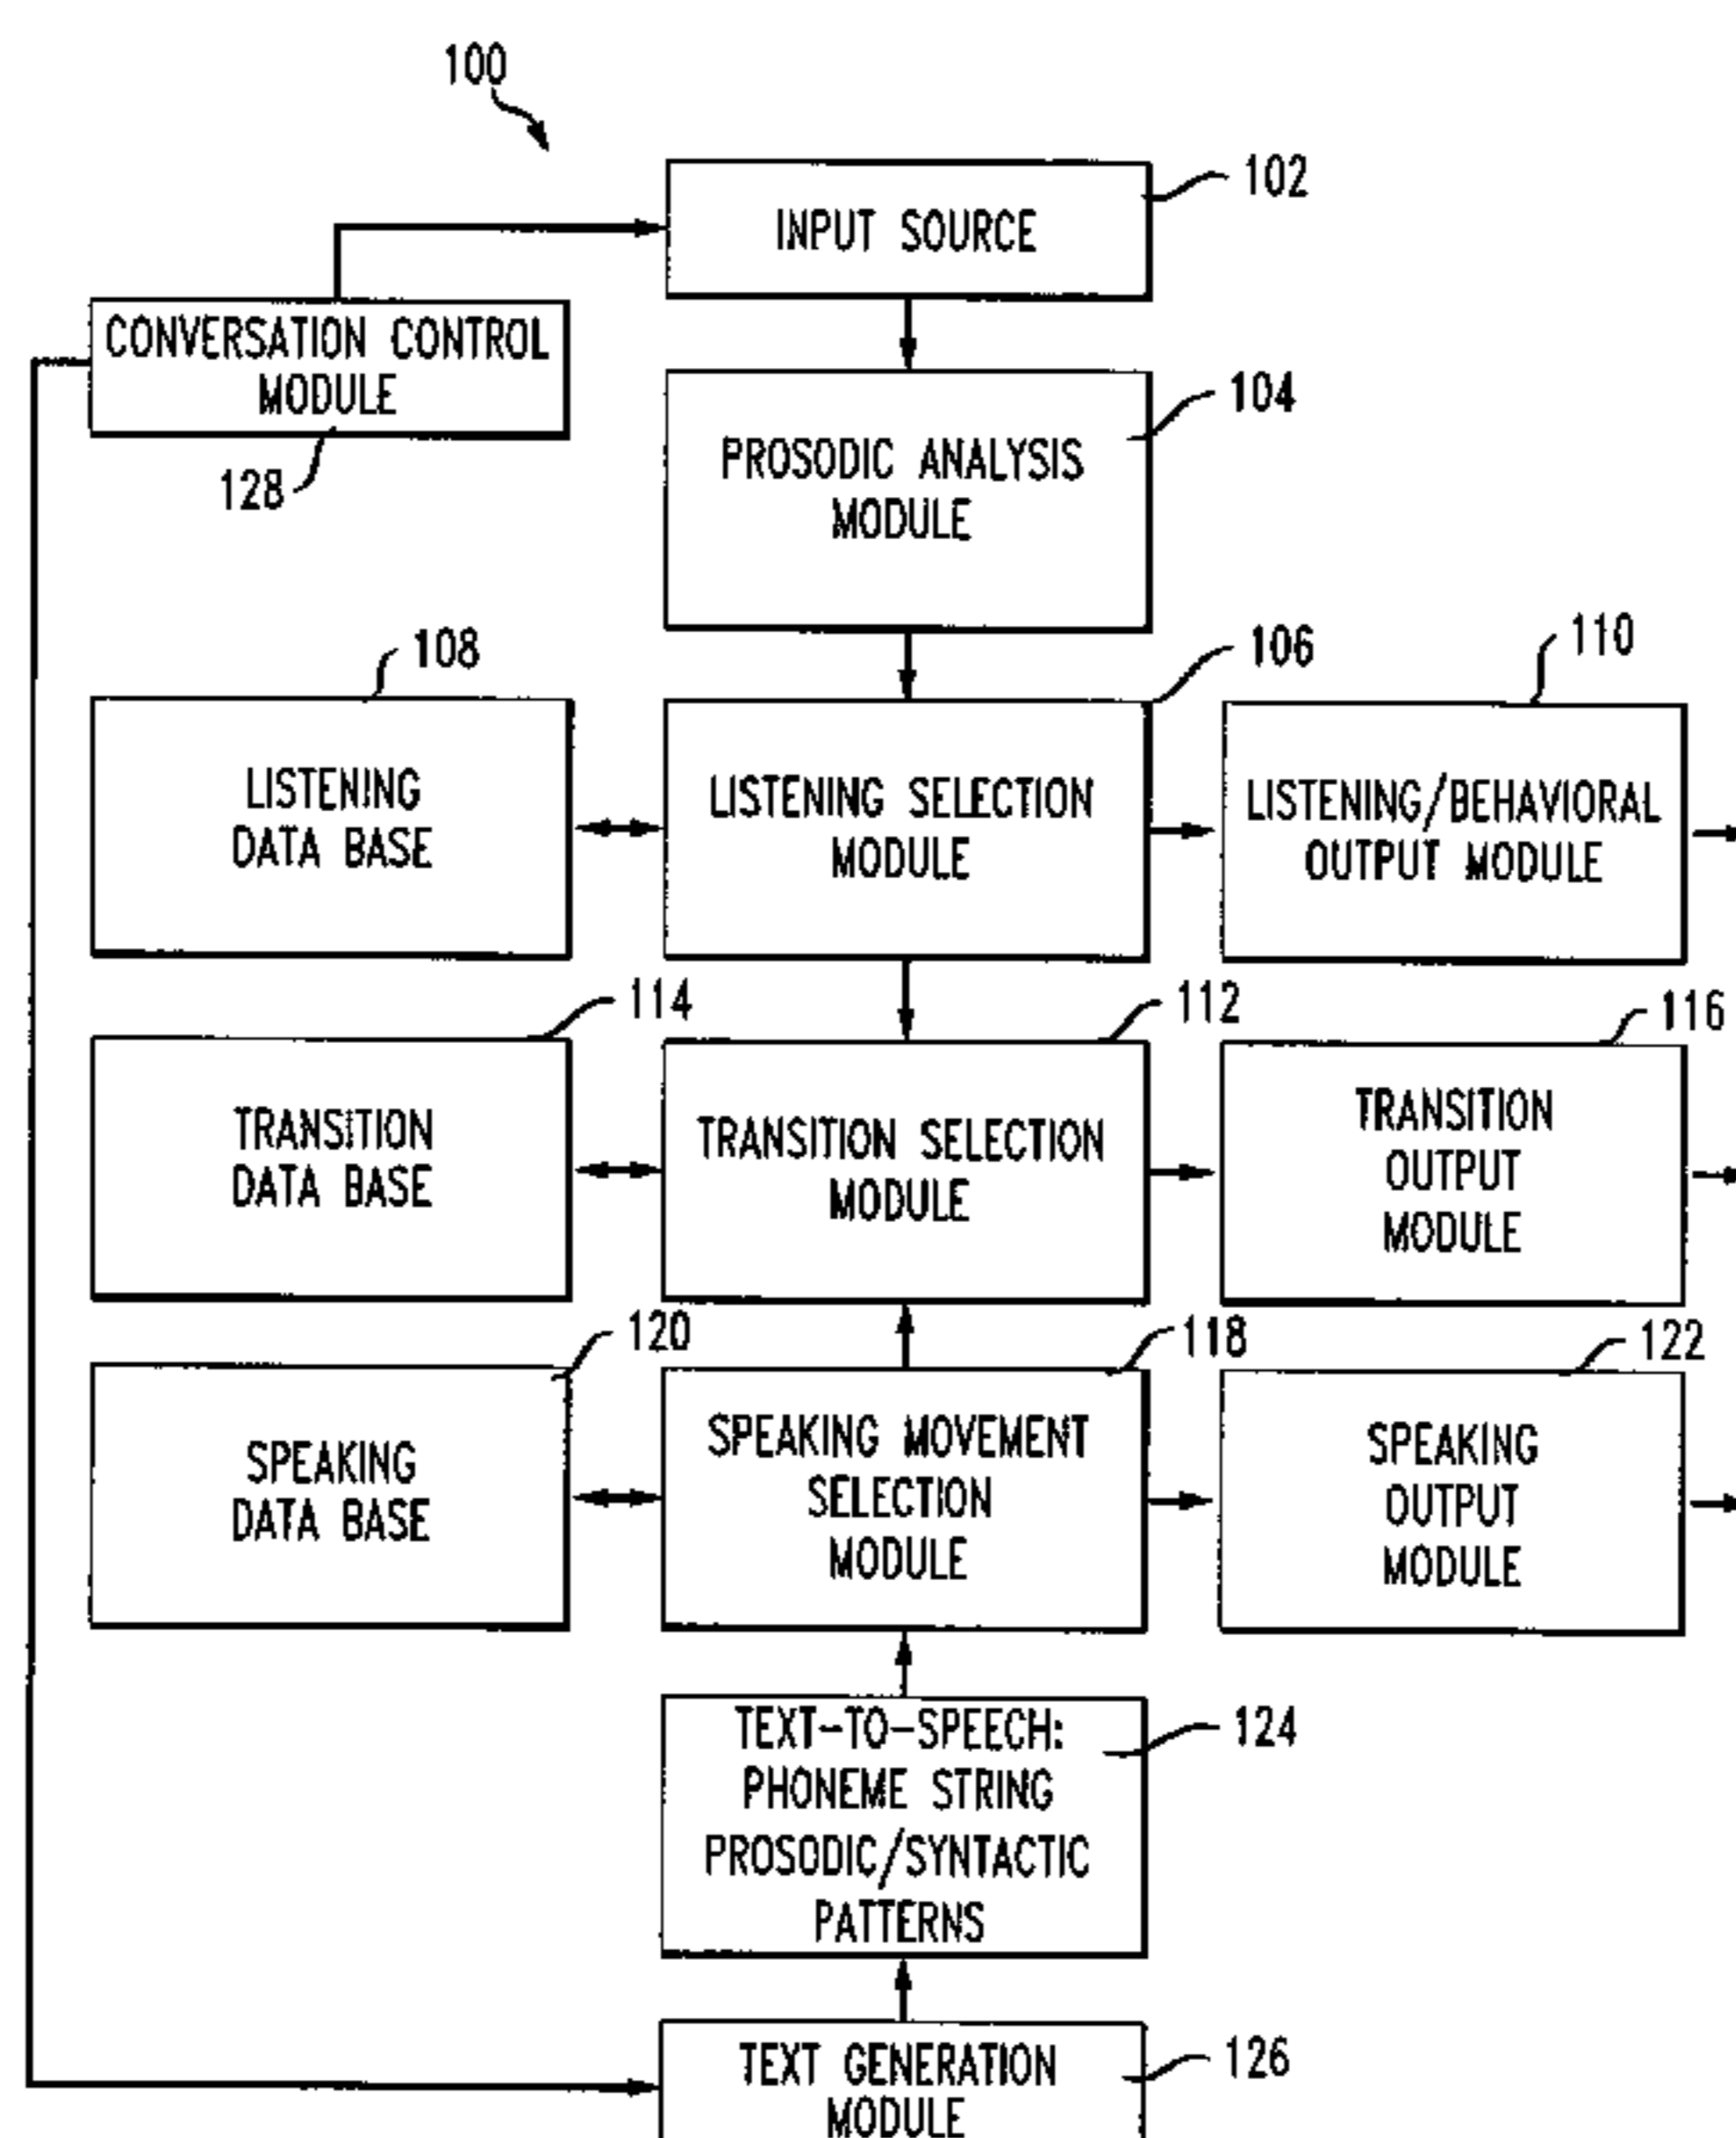 100
102
INPUT SOURCE
CONVERSATION CONTROL
MODULE
128
104
PROSODIC ANALYSIS
MODULE
108
106
110
LISTENING
DATA BASE
LISTENING SELECTION
MODULE
LISTENING/BEHAVIORAL
OUTPUT MODULE
114
112
116
TRANSITION
DATA BASE
TRANSITION SELECTION
MODULE
TRANSITION
OUTPUT
MODULE
120
118
122
SPEAKING
DATA BASE
SPEAKING MOVEMENT
SELECTION
MODULE
SPEAKING
OUTPUT
MODULE
124
TEXT-TO-SPEECH:
PHONEME STRING
PROSODIC/SYNTACTIC
PATTERNS
126
TEXT GENERATION
MODULE